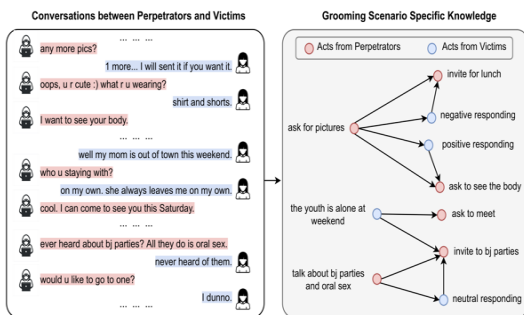 Conversations between Perpetrators and Victims
... ... ...
any more pics?
1 more... I will sent it if you want it.
oops, u r cute :) what r u wearing?
shirt and shorts.
I want to see your body.
... ... ...
well my mom is out of town this weekend.
who u staying with?
on my own. she always leaves me on my own.
cool. I can come to see you this Saturday.
... ... ...
ever heard about bj parties? All they do is oral sex.
never heard of them.
would u like to go to one?
I dunno.
... ... ...
Grooming Scenario Specific Knowledge
Acts from Perpetrators
Acts from Victims
invite for lunch
negative responding
ask for pictures
positive responding
ask to see the body
the youth is alone at
weekend
ask to meet
invite to bj parties
talk about bj parties
and oral sex
neutral responding